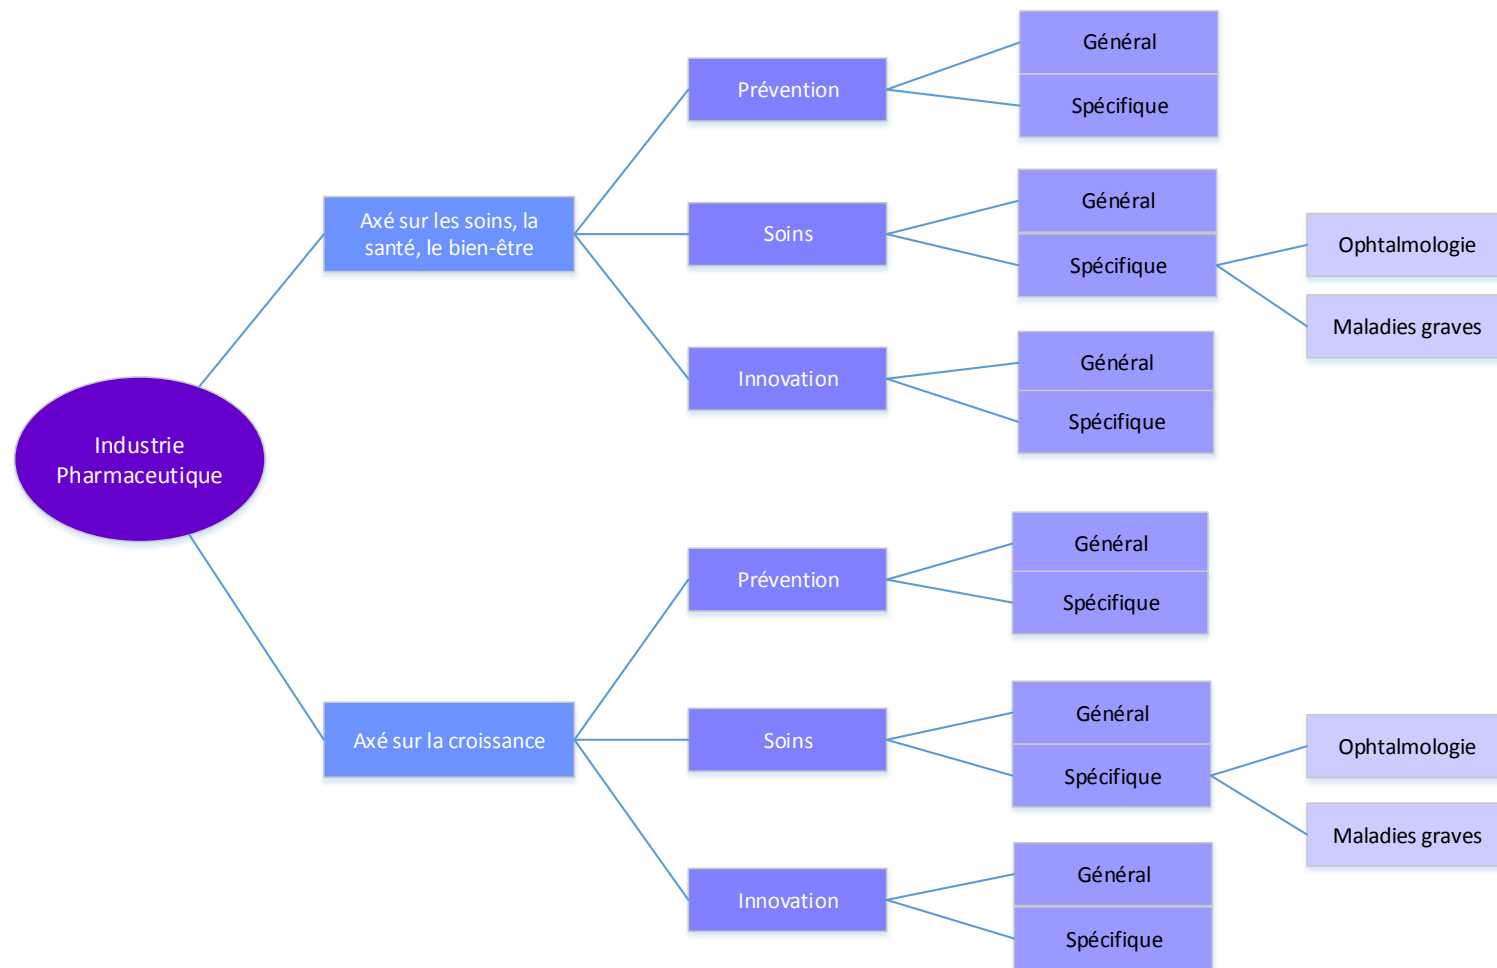 Industrie
Pharmaceutique
Axé sur les soins, la
santé, le bien-être
Prévention
Général
Spécifique
Soins
Général
Spécifique
Ophtalmologie
Maladies graves
Innovation
Général
Spécifique
Axé sur la croissance
Prévention
Général
Spécifique
Soins
Général
Spécifique
Ophtalmologie
Maladies graves
Innovation
Général
Spécifique